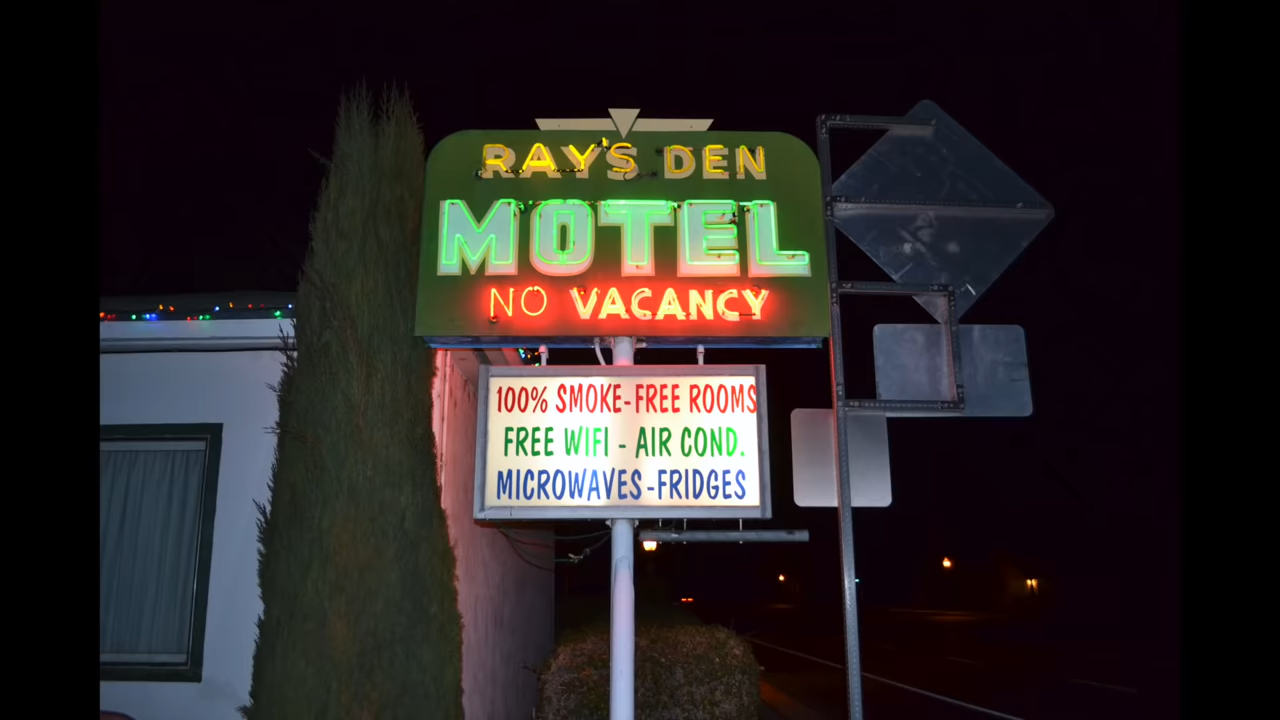 RAY'S DEN
MOTEL
NO VACANCY
100% SMOKE-FREE ROOMS
FREE WIFI - AIR COND.
MICROWAVES-FRIDGES